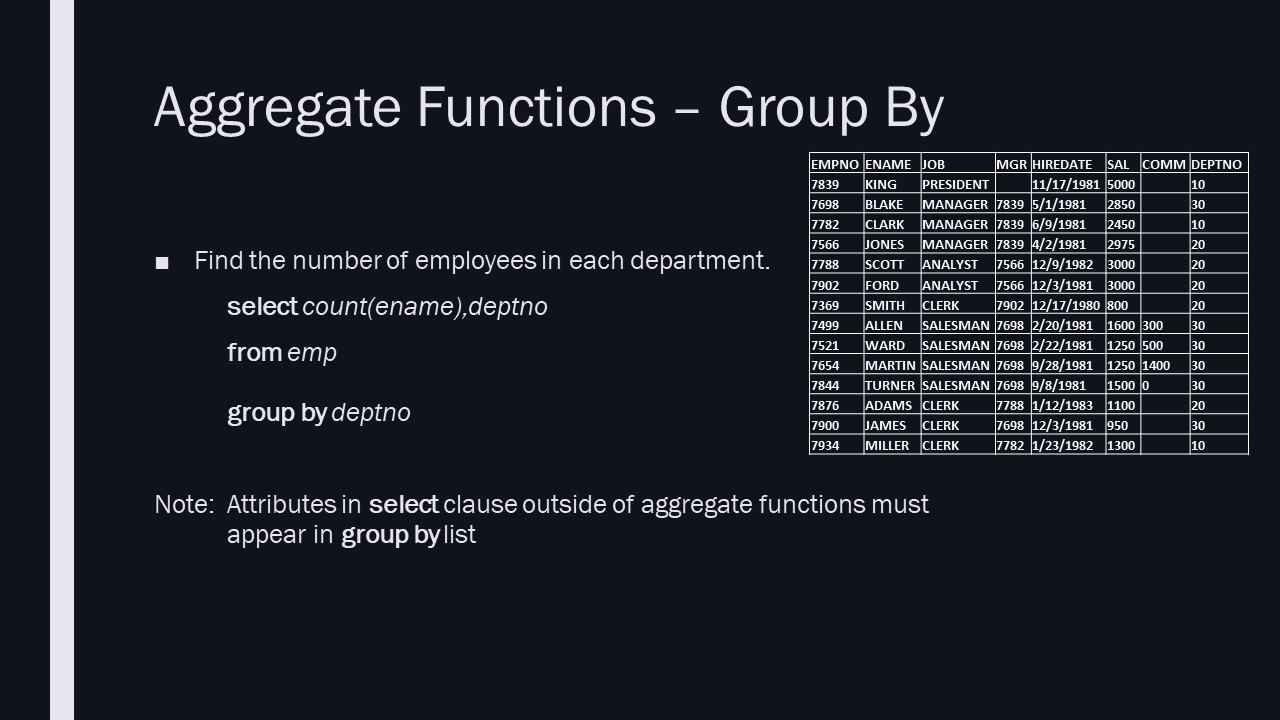 Aggregate Functions – Group By
EMPNO ENAME JOB MGR HIREDATE SAL COMM DEPTNO
7839 KING PRESIDENT 11/17/1981 5000 10
7698 BLAKE MANAGER 7839 5/1/1981 2850 30
7782 CLARK MANAGER 7839 6/9/1981 2450 10
7566 JONES MANAGER 7839 4/2/1981 2975 20
7788 SCOTT ANALYST 7566 12/9/1982 3000 20
7902 FORD ANALYST 7566 12/3/1981 3000 20
7369 SMITH CLERK 7902 12/17/1980 800 20
7499 ALLEN SALESMAN 7698 2/20/1981 1600 300 30
7521 WARD SALESMAN 7698 2/22/1981 1250 500 30
7654 MARTIN SALESMAN 7698 9/28/1981 1250 1400 30
7844 TURNER SALESMAN 7698 9/8/1981 1500 0 30
7876 ADAMS CLERK 7788 1/12/1983 1100 20
7900 JAMES CLERK 7698 12/3/1981 950 30
7934 MILLER CLERK 7782 1/23/1982 1300 10
■ Find the number of employees in each department.
select count(ename),deptno
from emp
group by deptno
Note: Attributes in select clause outside of aggregate functions must
appear in group by list